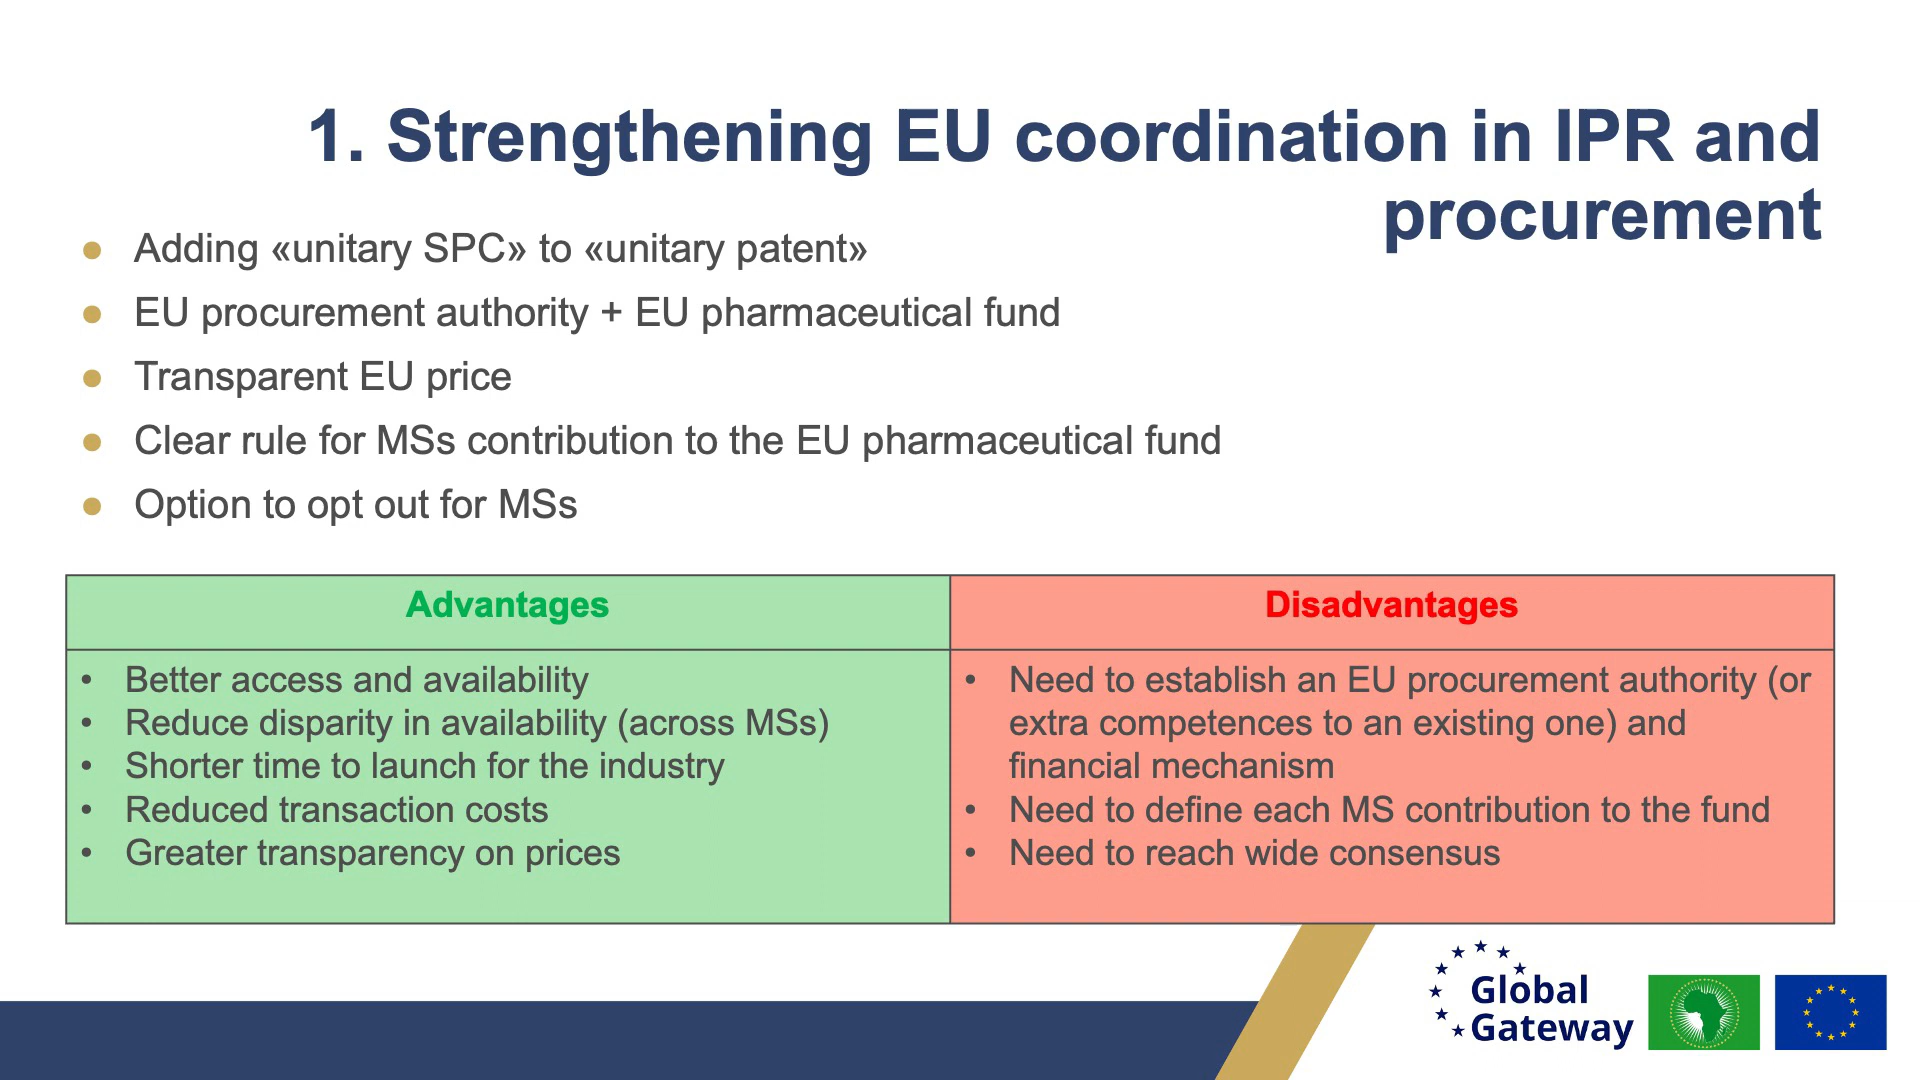 1. Strengthening EU coordination in IPR and
procurement
● Adding «unitary SPC» to «unitary patent»
● EU procurement authority + EU pharmaceutical fund
● Transparent EU price
● Clear rule for MSs contribution to the EU pharmaceutical fund
● Option to opt out for MSs
Advantages
• Better access and availability
• Reduce disparity in availability (across MSs)
• Shorter time to launch for the industry
• Reduced transaction costs
• Greater transparency on prices
Disadvantages
• Need to establish an EU procurement authority (or
extra competences to an existing one) and
financial mechanism
• Need to define each MS contribution to the fund
• Need to reach wide consensus
Global
Gateway